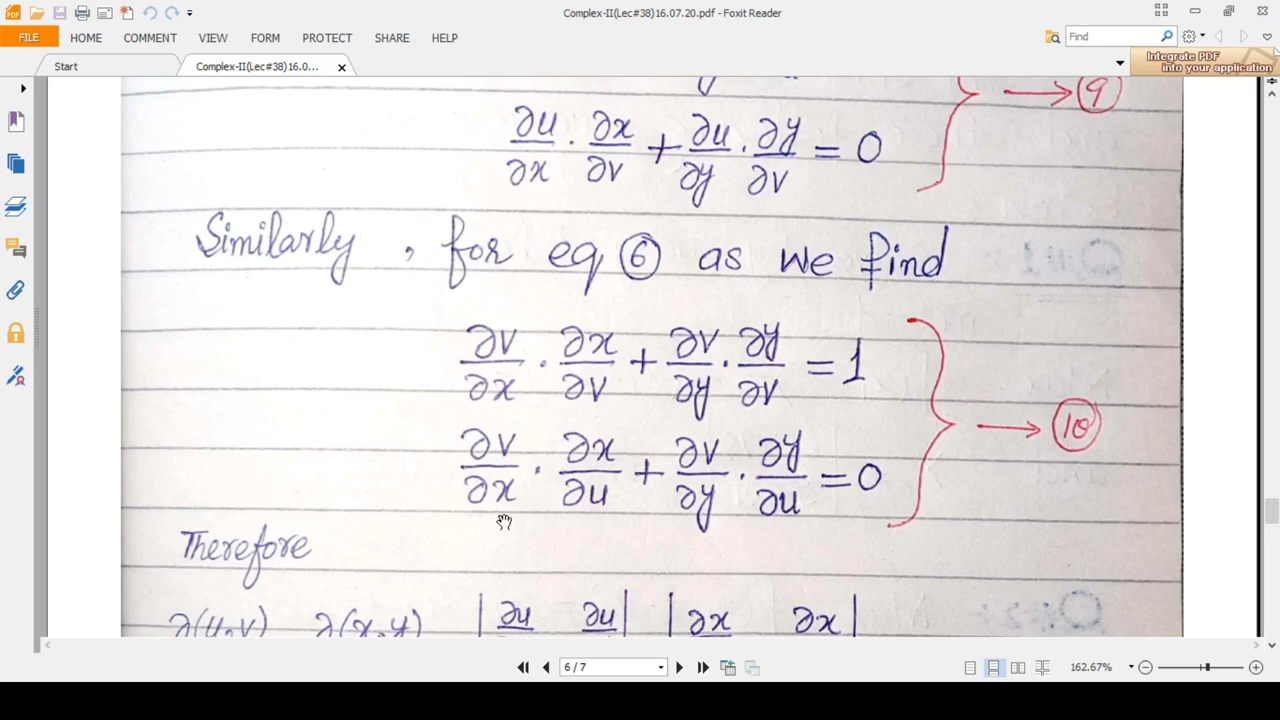 Complex-II(Lec#38)16.07.20.pdf - Foxit Reader
FILE HOME COMMENT VIEW FORM PROTECT SHARE HELP
Find
Start Complex-II(Lec#38)16.0...
Integrate PDF
into your application
→ ⑨
∂u/∂x · ∂x/∂v + ∂u/∂y · ∂y/∂v = 0
Similarly, for eq ⑥ as we find
∂v/∂x · ∂x/∂v + ∂v/∂y · ∂y/∂v = 1
→ ⑩
∂v/∂x · ∂x/∂u + ∂v/∂y · ∂y/∂u = 0
Therefore
∂(u,v) ∂(x,y) | ∂u ∂u | | ∂x ∂x |
6 / 7
162.67%